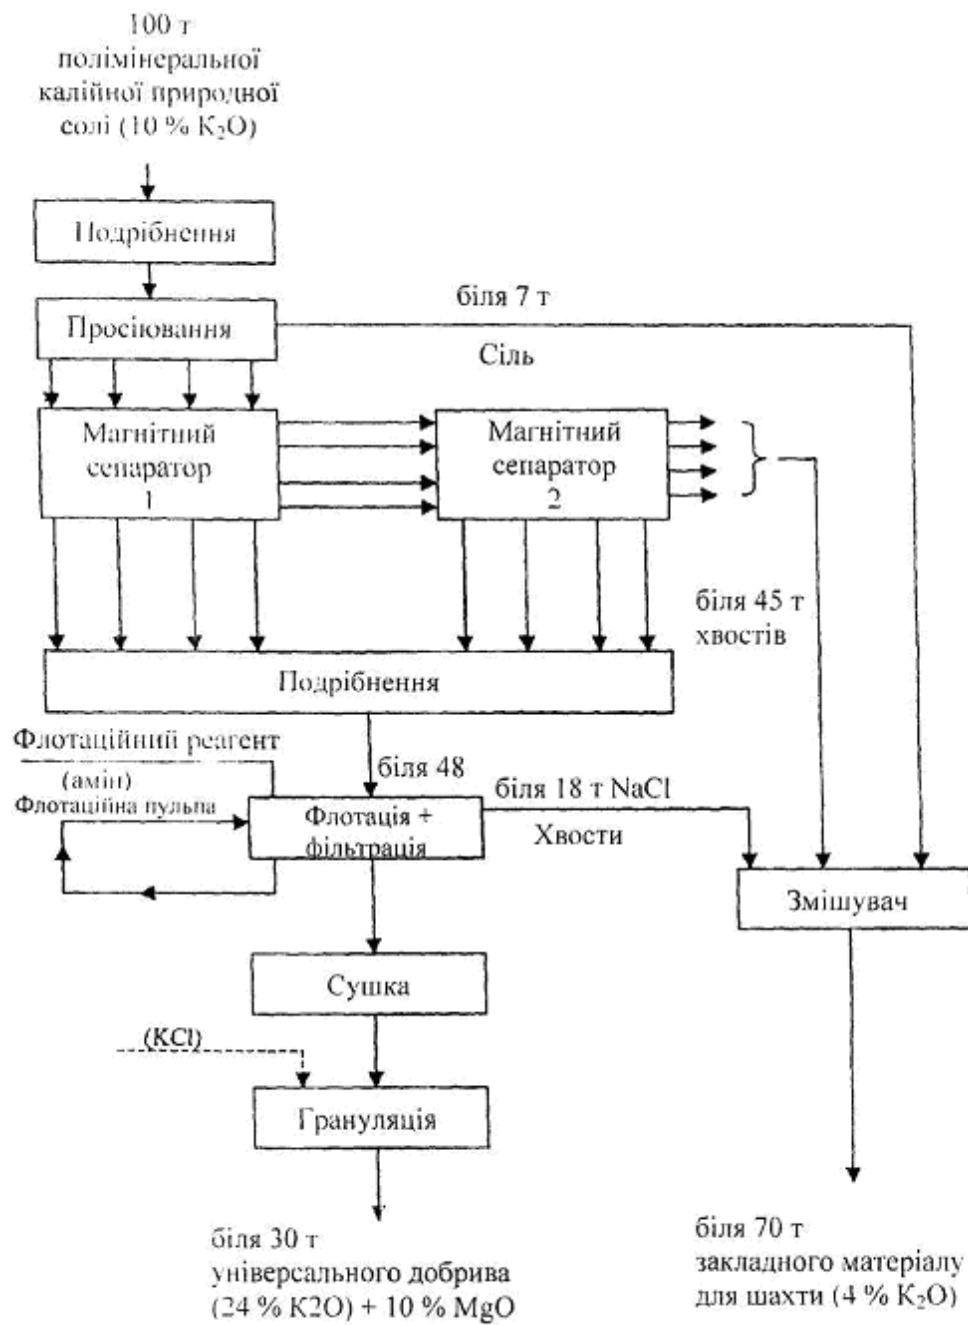 100 т
полімінеральної
калійної природної
солі (10 % K₂O)
Подрібнення
біля 7 т
Просіювання
Сіль
Магнітний
сепаратор
1
Магнітний
сепаратор
2
біля 45 т
хвостів
Подрібнення
Флотаційний реагент
(амін)
Флотаційна пульпа
біля 48
біля 18 т NaCl
Флотація +
фільтрація
Хвости
Змішувач
Сушка
(KCl)
Грануляція
біля 30 т
універсального добрива
(24 % K2O) + 10 % MgO
біля 70 т
закладного матеріалу
для шахти (4 % K₂O)